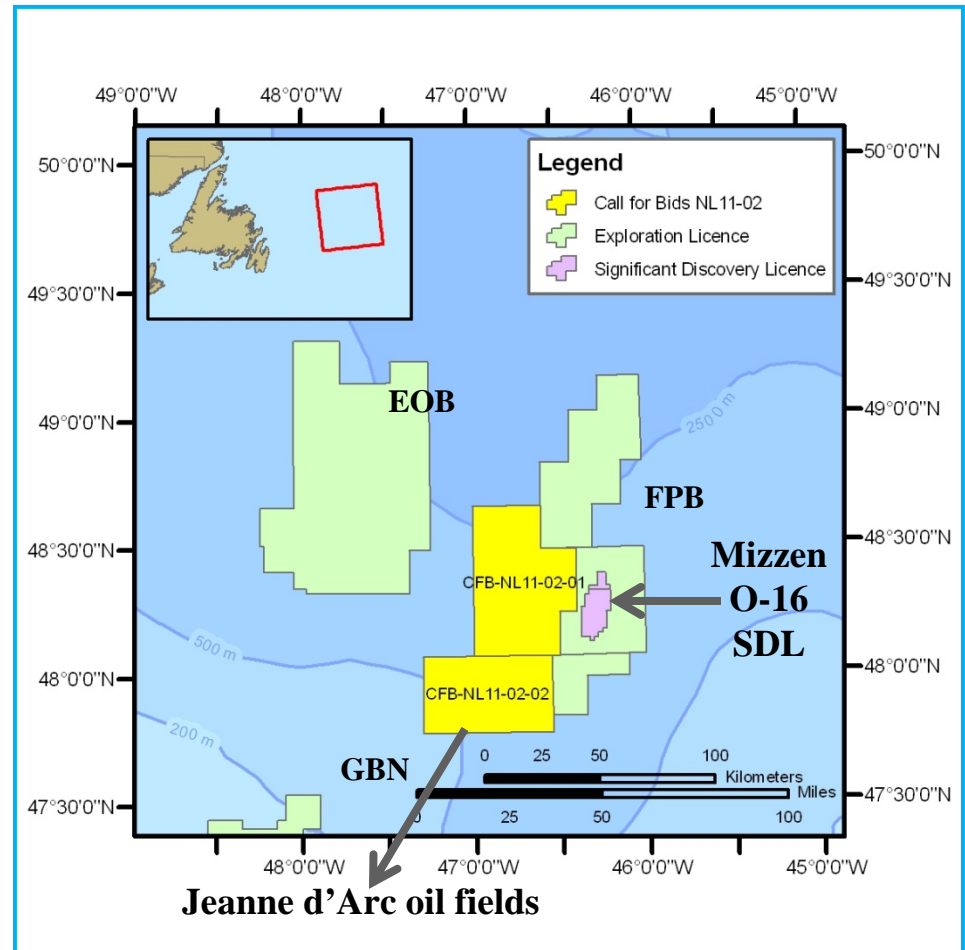 49°0'0"W 48°0'0"W 47°0'0"W 46°0'0"W 45°0'0"W
50°0'0"N
50°0'0"N
Legend
Call for Bids NL11-02
Exploration Licence
Significant Discovery Licence
49°30'0"N
49°30'0"N
EOB
49°0'0"N
49°0'0"N
2500 m
FPB
48°30'0"N
48°30'0"N
CFB-NL11-02-01
Mizzen
O-16
SDL
500 m
48°0'0"N
48°0'0"N
CFB-NL11-02-02
200 m
GBN
0 25 50 100
Kilometers
Miles
0 25 50 100
47°30'0"N
47°30'0"N
48°0'0"W 47°0'0"W 46°0'0"W 45°0'0"W
Jeanne d'Arc oil fields